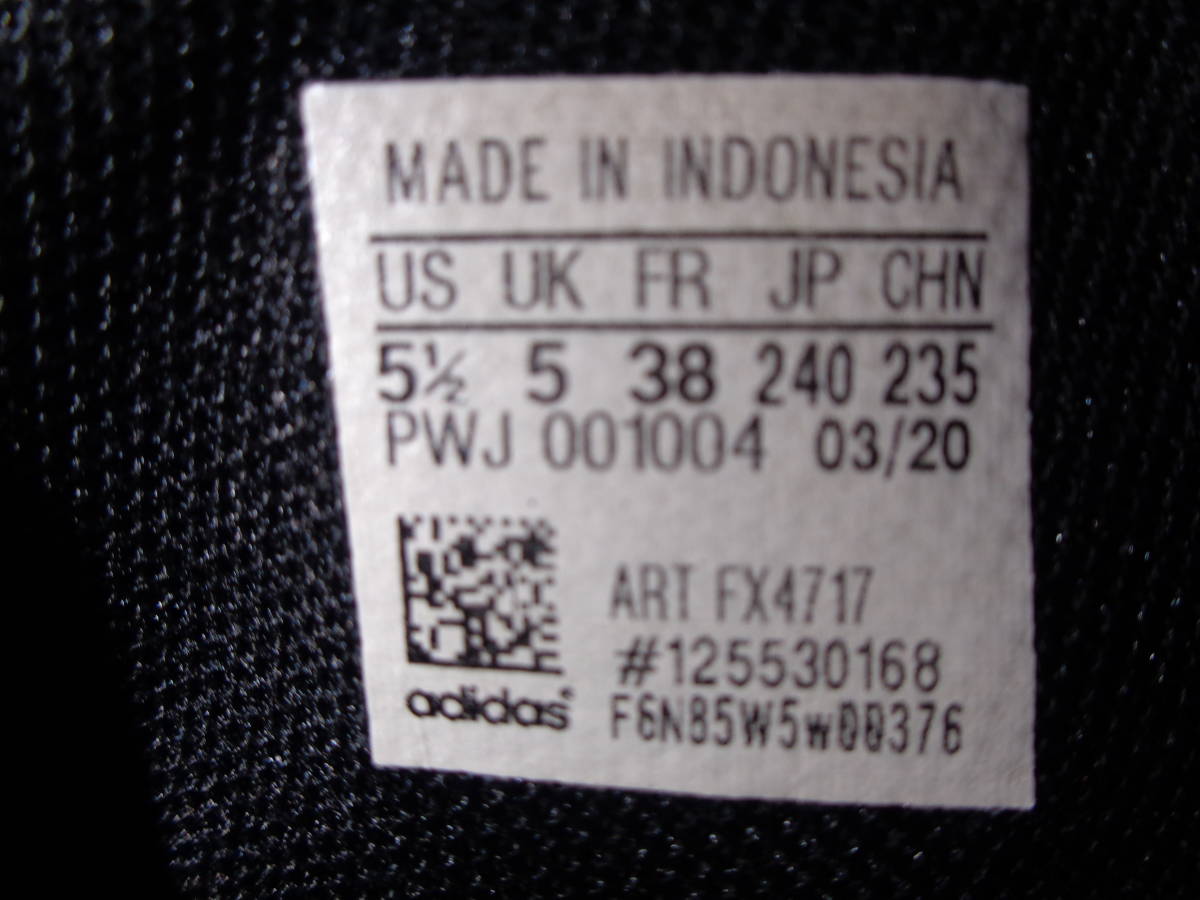 MADE IN INDONESIA
US UK FR JP CHN
5½ 5 38 240 235
PWJ 001004 03/20
ART FX4717
#125530168
adidas
F6N85W5w00376